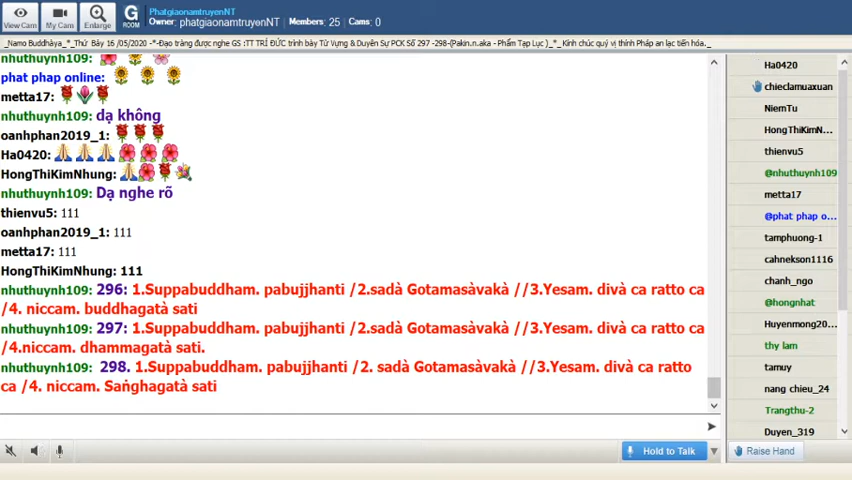 View Cam
My Cam
Enlarge
G
ROOM
PhatgiaonamtruyenNT
Owner: phatgiaonamtruyenNT | Members: 25 | Cams: 0
_Namo Buddhàya_*_Thứ Bảy 16 /05/2020 -*-Đạo tràng được nghe GS :TT TRÍ ĐỨC trình bày Từ Vựng & Duyên Sự PCK Số 297 -298-(Pakin.n.aka - Phẩm Tạp Lục )_*_ Kính chúc quý vị thính Pháp an lạc tiến hóa._
nhuthuynh109:
phat phap online:
metta17:
nhuthuynh109: dạ không
oanhphan2019_1:
Ha0420:
HongThiKimNhung:
nhuthuynh109: Dạ nghe rõ
thienvu5: 111
oanhphan2019_1: 111
metta17: 111
HongThiKimNhung: 111
nhuthuynh109: 296: 1.Suppabuddham. pabujjhanti /2.sadà Gotamasàvakà //3.Yesam. divà ca ratto ca
/4. niccam. buddhagatà sati
nhuthuynh109: 297: 1.Suppabuddham. pabujjhanti /2.sadà Gotamasàvakà //3.Yesam. divà ca ratto ca
/4.niccam. dhammagatà sati.
nhuthuynh109: 298. 1.Suppabuddham. pabujjhanti /2. sadà Gotamasàvakà //3.Yesam. divà ca ratto
ca /4. niccam. Saṅghagatà sati
Hold to Talk
Ha0420
chieclamuaxuan
NiemTu
HongThiKimN...
thienvu5
@nhuthuynh109
metta17
@phat phap o...
tamphuong-1
cahnekson1116
chanh_ngo
@hongnhat
Huyenmong20...
thy lam
tamuy
nang chieu_24
Trangthu-2
Duyen_319
Raise Hand